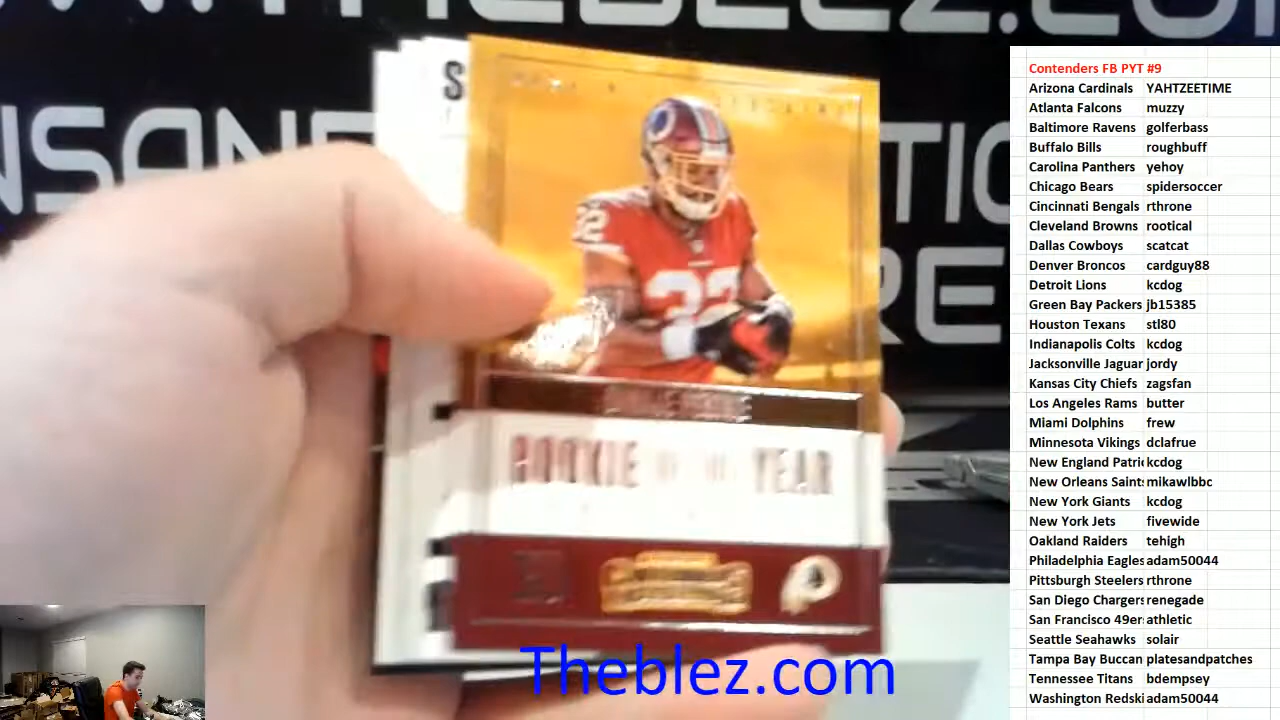 ROOKIE OF THE YEAR
Theblez.com
Contenders FB PYT #9
Arizona Cardinals YAHTZEETIME
Atlanta Falcons muzzy
Baltimore Ravens golferbass
Buffalo Bills roughbuff
Carolina Panthers yehoy
Chicago Bears spidersoccer
Cincinnati Bengals rthrone
Cleveland Browns rootical
Dallas Cowboys scatcat
Denver Broncos cardguy88
Detroit Lions kcdog
Green Bay Packers jb15385
Houston Texans stl80
Indianapolis Colts kcdog
Jacksonville Jaguar jordy
Kansas City Chiefs zagsfan
Los Angeles Rams butter
Miami Dolphins frew
Minnesota Vikings dclafrue
New England Patri kcdog
New Orleans Saints mikawlbbc
New York Giants kcdog
New York Jets fivewide
Oakland Raiders tehigh
Philadelphia Eagles adam50044
Pittsburgh Steelers rthrone
San Diego Chargers renegade
San Francisco 49er athletic
Seattle Seahawks solair
Tampa Bay Buccan platesandpatches
Tennessee Titans bdempsey
Washington Redski adam50044